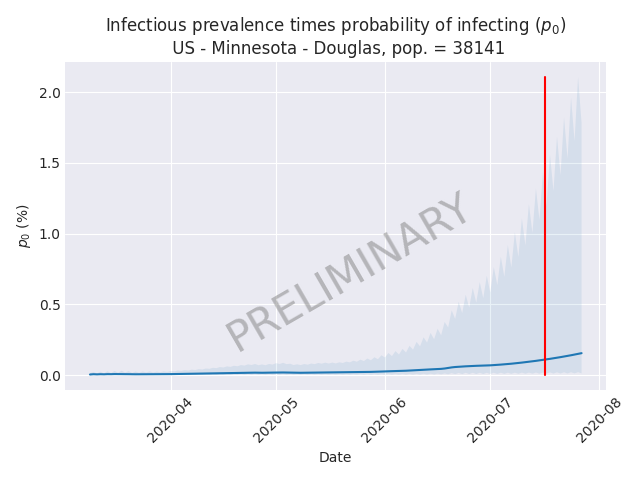 Infectious prevalence times probability of infecting (p₀)
US - Minnesota - Douglas, pop. = 38141
2.0
1.5
1.0
0.5
0.0
p₀ (%)
PRELIMINARY
2020-04
2020-05
2020-06
2020-07
2020-08
Date